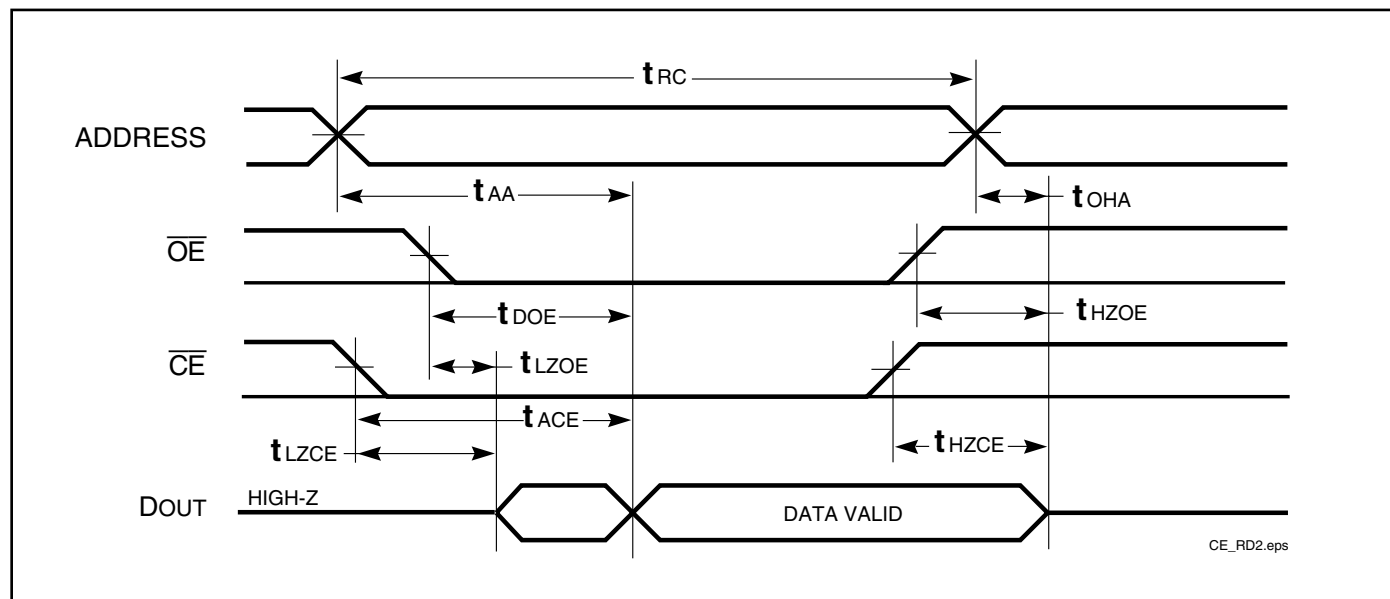 tRC
ADDRESS
tAA
tOHA
OE
tDOE
tHZOE
CE
tLZOE
tACE
tLZCE
tHZCE
DOUT
HIGH-Z
DATA VALID
CE_RD2.eps